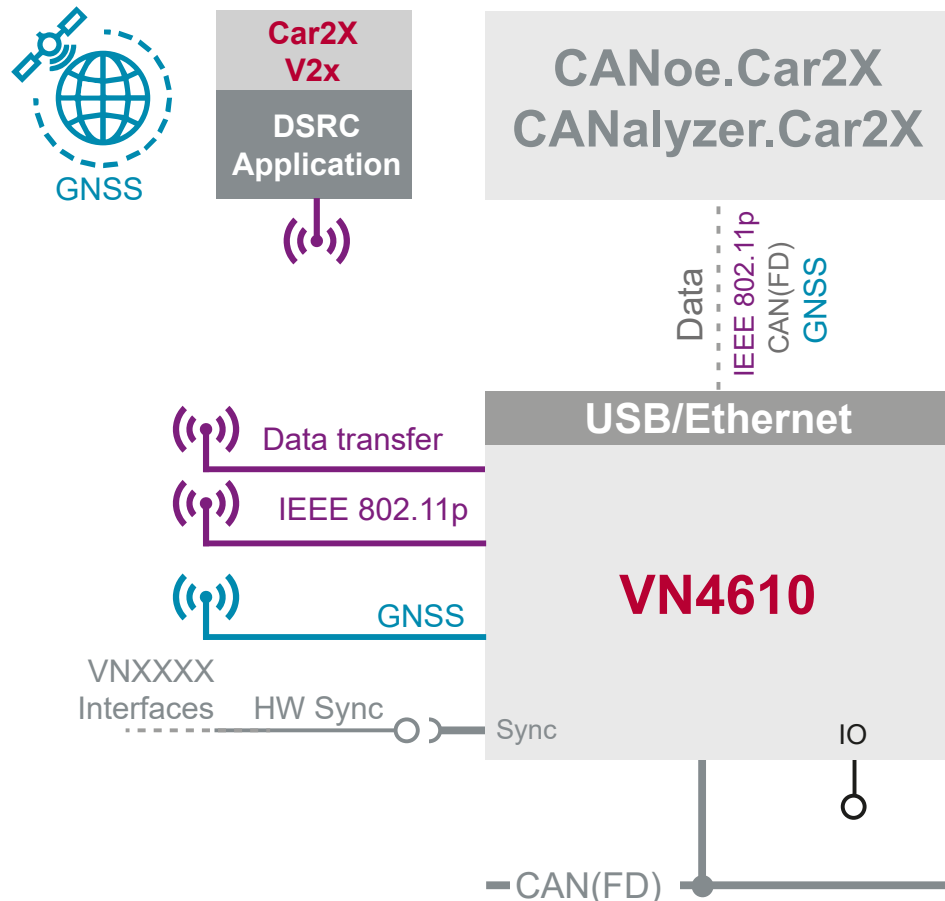 GNSS
Car2X
V2x
DSRC
Application
CANoe.Car2X
CANalyzer.Car2X
Data
IEEE 802.11p
CAN(FD)
GNSS
USB/Ethernet
Data transfer
IEEE 802.11p
VN4610
GNSS
VNXXXX
Interfaces
HW Sync
Sync
IO
CAN(FD)